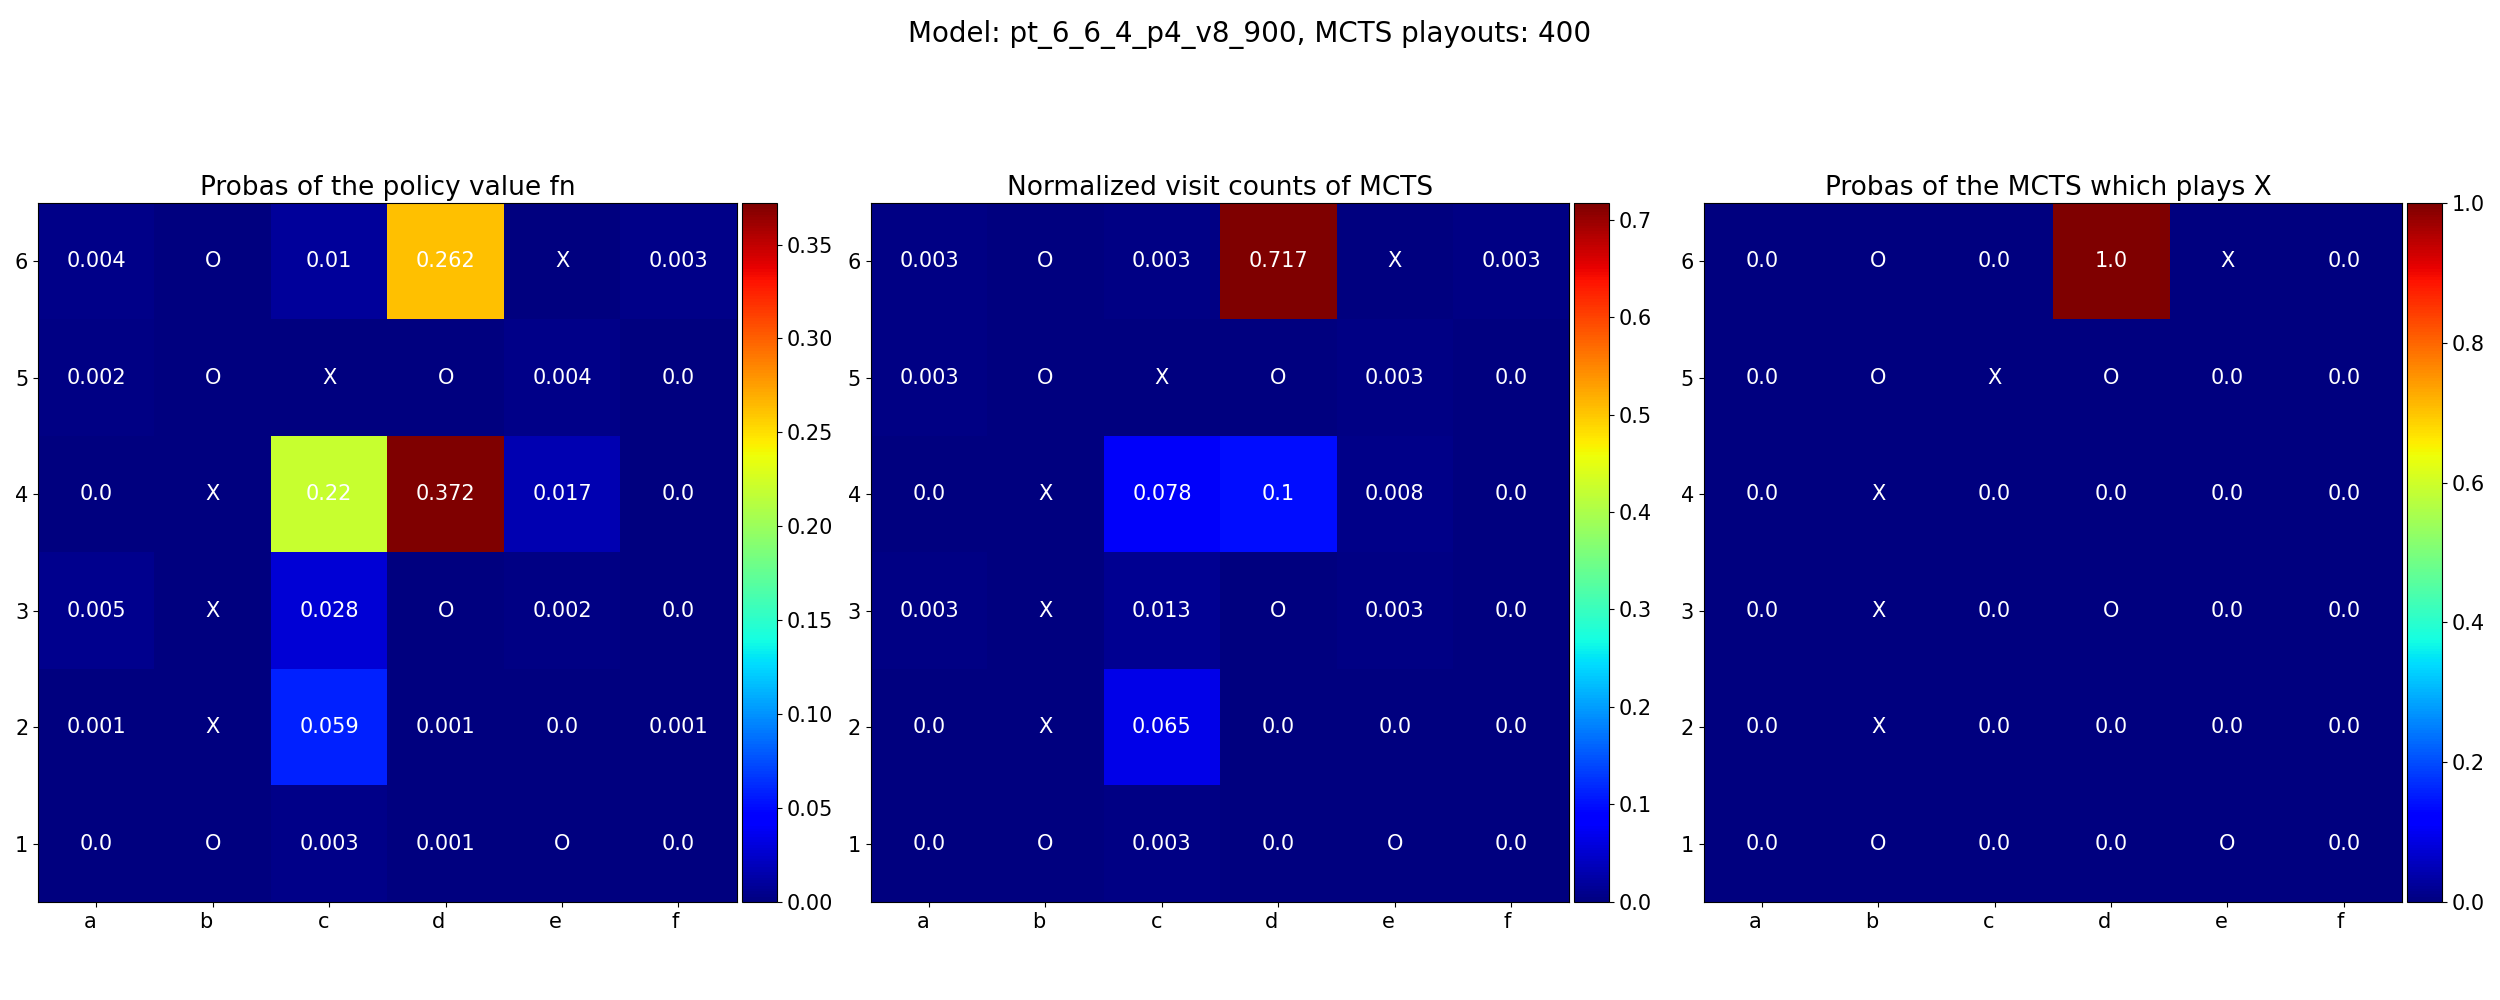 Model: pt_6_6_4_p4_v8_900, MCTS playouts: 400
Probas of the policy value fn
6 0.004 O 0.01 0.262 X 0.003
5 0.002 O X O 0.004 0.0
4 0.0 X 0.22 0.372 0.017 0.0
3 0.005 X 0.028 O 0.002 0.0
2 0.001 X 0.059 0.001 0.0 0.001
1 0.0 O 0.003 0.001 O 0.0
a b c d e f
0.35
0.30
0.25
0.20
0.15
0.10
0.05
0.00
Normalized visit counts of MCTS
6 0.003 O 0.003 0.717 X 0.003
5 0.003 O X O 0.003 0.0
4 0.0 X 0.078 0.1 0.008 0.0
3 0.003 X 0.013 O 0.003 0.0
2 0.0 X 0.065 0.0 0.0 0.0
1 0.0 O 0.003 0.0 O 0.0
a b c d e f
0.7
0.6
0.5
0.4
0.3
0.2
0.1
0.0
Probas of the MCTS which plays X
6 0.0 O 0.0 1.0 X 0.0
5 0.0 O X O 0.0 0.0
4 0.0 X 0.0 0.0 0.0 0.0
3 0.0 X 0.0 O 0.0 0.0
2 0.0 X 0.0 0.0 0.0 0.0
1 0.0 O 0.0 0.0 O 0.0
a b c d e f
1.0
0.8
0.6
0.4
0.2
0.0